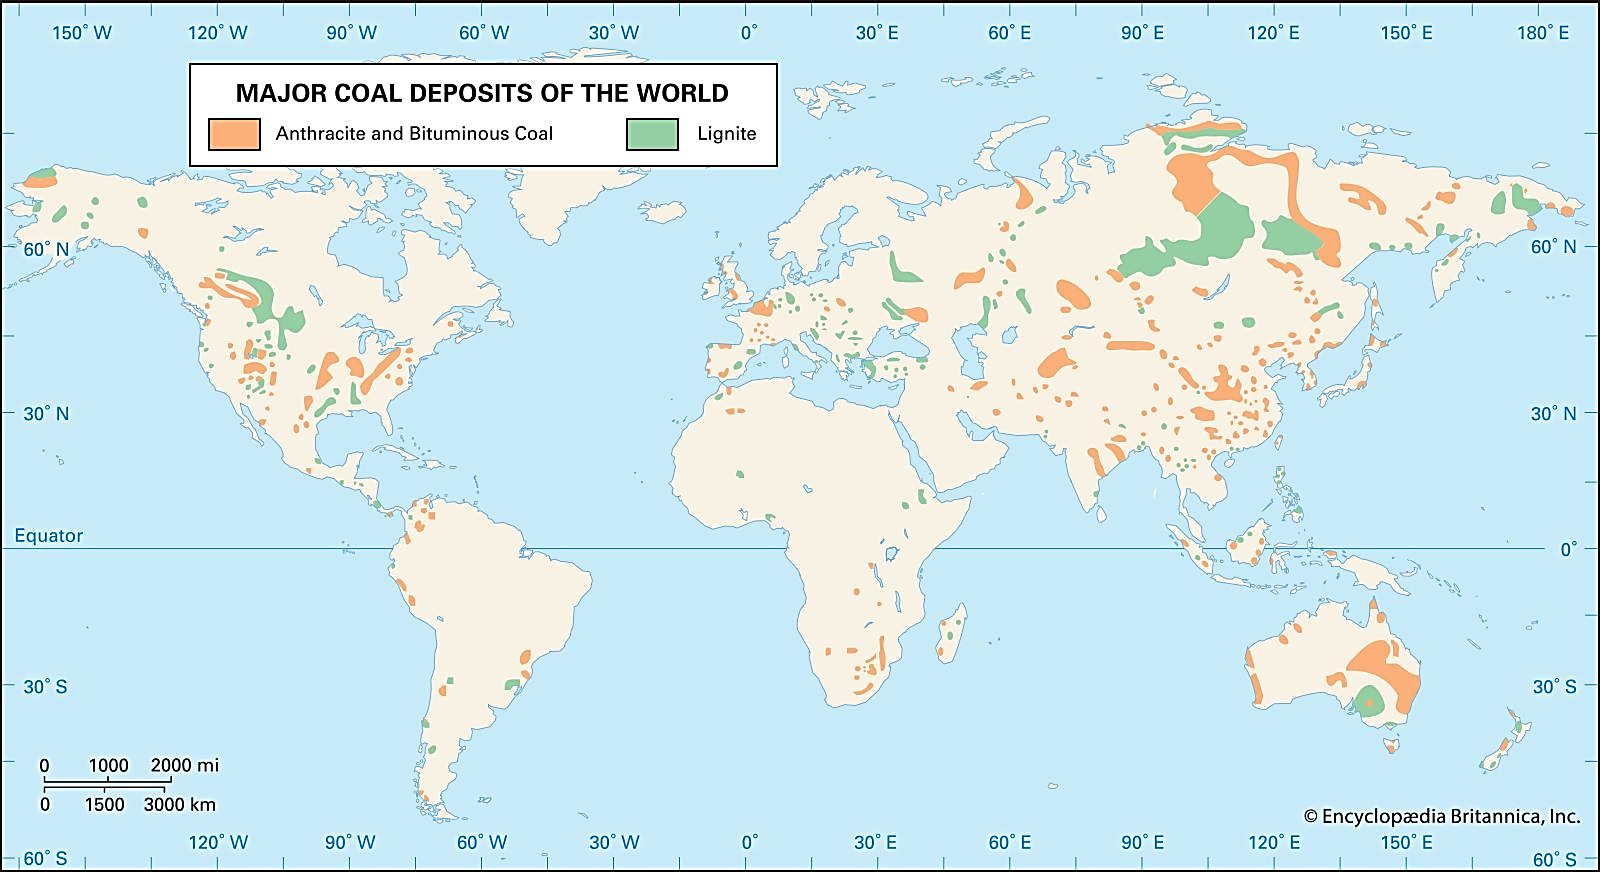 150° W 120° W 90° W 60° W 30° W 0° 30° E 60° E 90° E 120° E 150° E 180° E
MAJOR COAL DEPOSITS OF THE WORLD
Anthracite and Bituminous Coal Lignite
60° N 60° N
30° N 30° N
Equator 0°
30° S 30° S
0 1000 2000 mi
0 1500 3000 km
© Encyclopædia Britannica, Inc.
120° W 90° W 60° W 30° W 0° 30° E 60° E 90° E 120° E 150° E
60° S 60° S